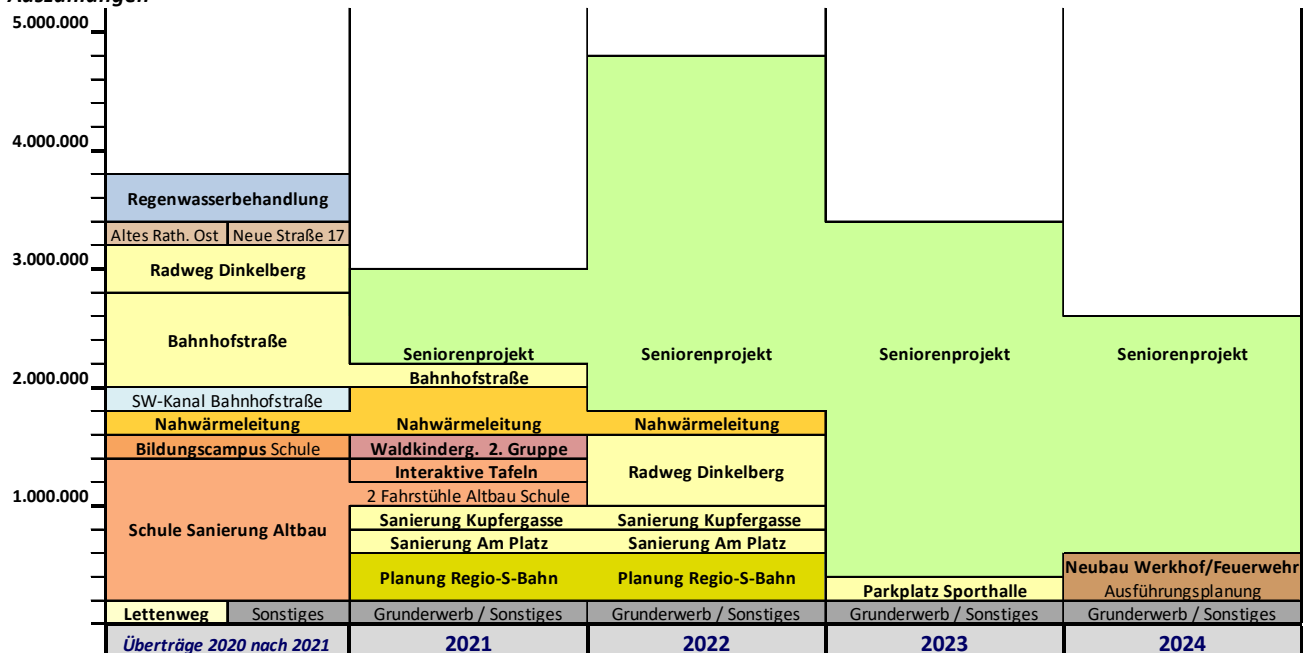 Auszahlungen
5.000.000
4.000.000
3.000.000
2.000.000
1.000.000
Regenwasserbehandlung
Altes Rath. Ost
Neue Straße 17
Radweg Dinkelberg
Bahnhofstraße
SW-Kanal Bahnhofstraße
Nahwärmeleitung
Bildungscampus Schule
Schule Sanierung Altbau
Lettenweg
Sonstiges
Überträge 2020 nach 2021
Seniorenprojekt
Bahnhofstraße
Nahwärmeleitung
Waldkinderg. 2. Gruppe
Interaktive Tafeln
2 Fahrstühle Altbau Schule
Sanierung Kupfergasse
Sanierung Am Platz
Planung Regio-S-Bahn
Grunderwerb / Sonstiges
2021
Seniorenprojekt
Nahwärmeleitung
Radweg Dinkelberg
Sanierung Kupfergasse
Sanierung Am Platz
Planung Regio-S-Bahn
Grunderwerb / Sonstiges
2022
Seniorenprojekt
Parkplatz Sporthalle
Grunderwerb / Sonstiges
2023
Seniorenprojekt
Neubau Werkhof/Feuerwehr
Ausführungsplanung
Grunderwerb / Sonstiges
2024